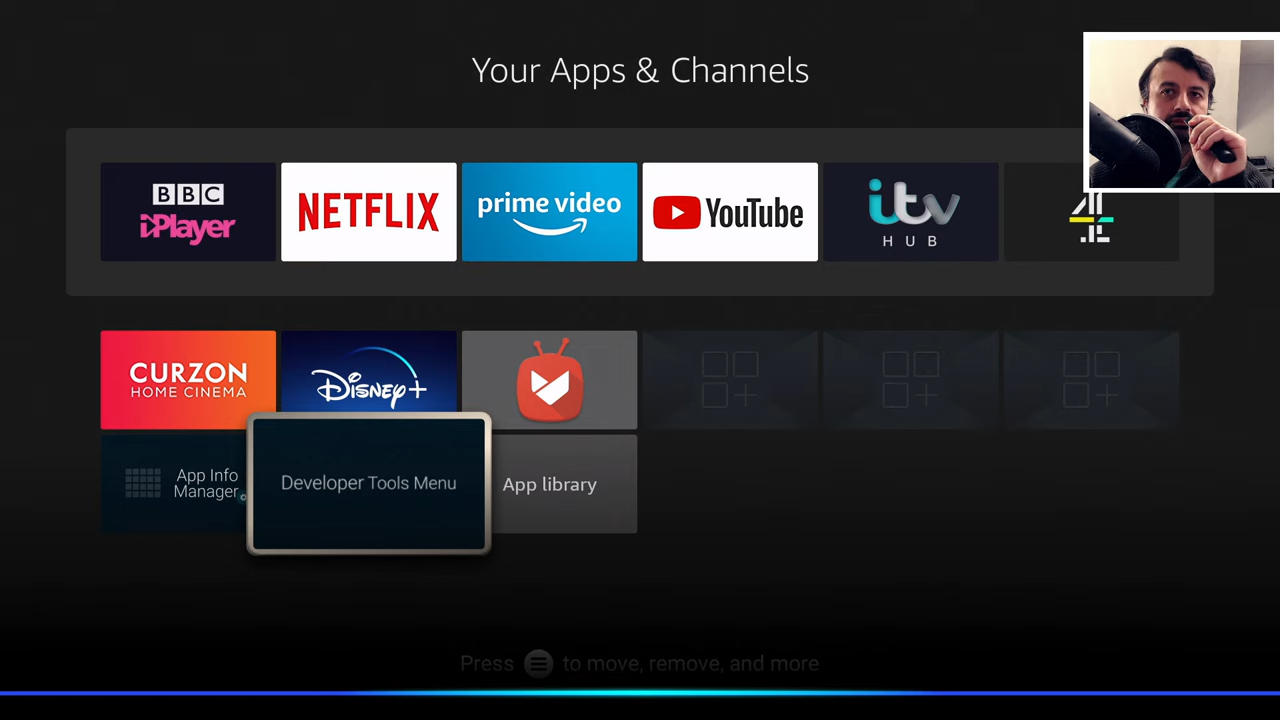 Your Apps & Channels
BBC
iPlayer
NETFLIX
prime video
YouTube
itv
HUB
4
CURZON
HOME CINEMA
Disney+
App Info
Manager
Developer Tools Menu
App library
Press to move, remove, and more